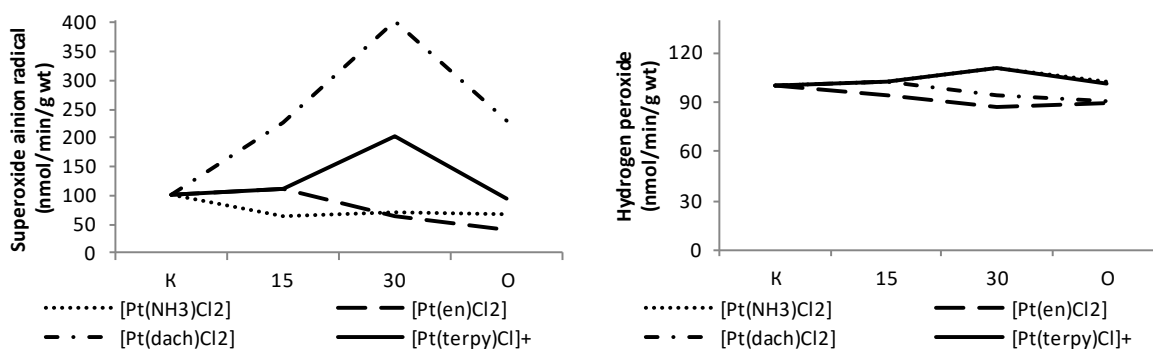 Superoxide ainion radical
(nmol/min/g wt)
400
350
300
250
200
150
100
50
0
K
15
30
O
[Pt(NH3)Cl2]
[Pt(en)Cl2]
[Pt(dach)Cl2]
[Pt(terpy)Cl]+
Hydrogen peroxide
(nmol/min/g wt)
120
90
60
30
0
K
15
30
O
[Pt(NH3)Cl2]
[Pt(en)Cl2]
[Pt(dach)Cl2]
[Pt(terpy)Cl]+